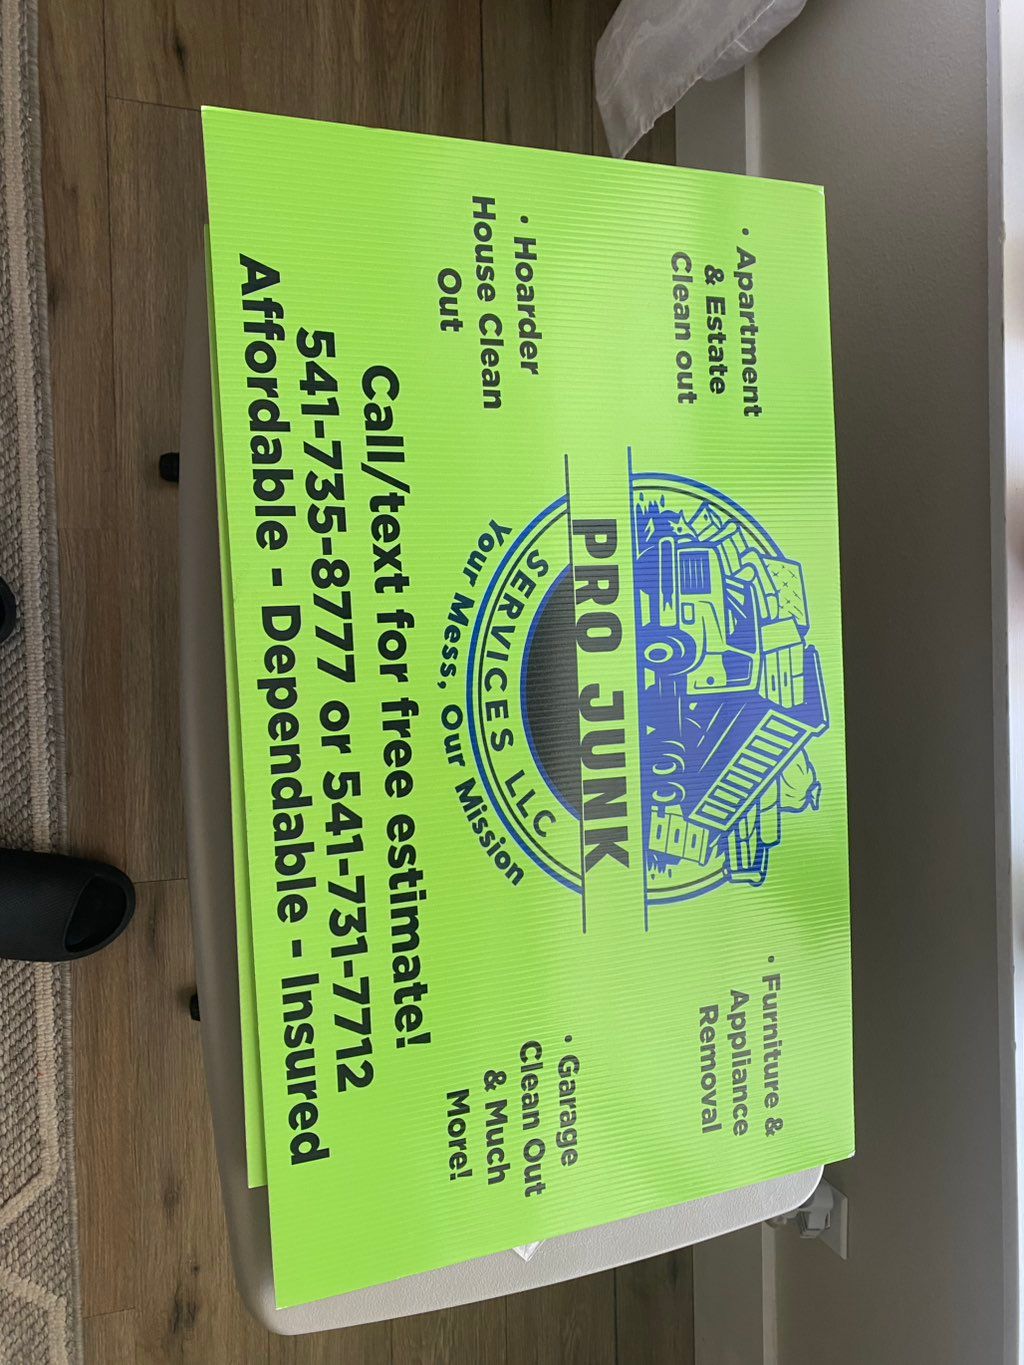 • Apartment
& Estate
Clean out
• Hoarder
House Clean
Out
PRO JUNK
SERVICES LLC
Your Mess, Our Mission
• Furniture &
Appliance
Removal
• Garage
Clean Out
& Much
More!
Call/text for free estimate!
541-735-8777 or 541-731-7712
Affordable - Dependable - Insured